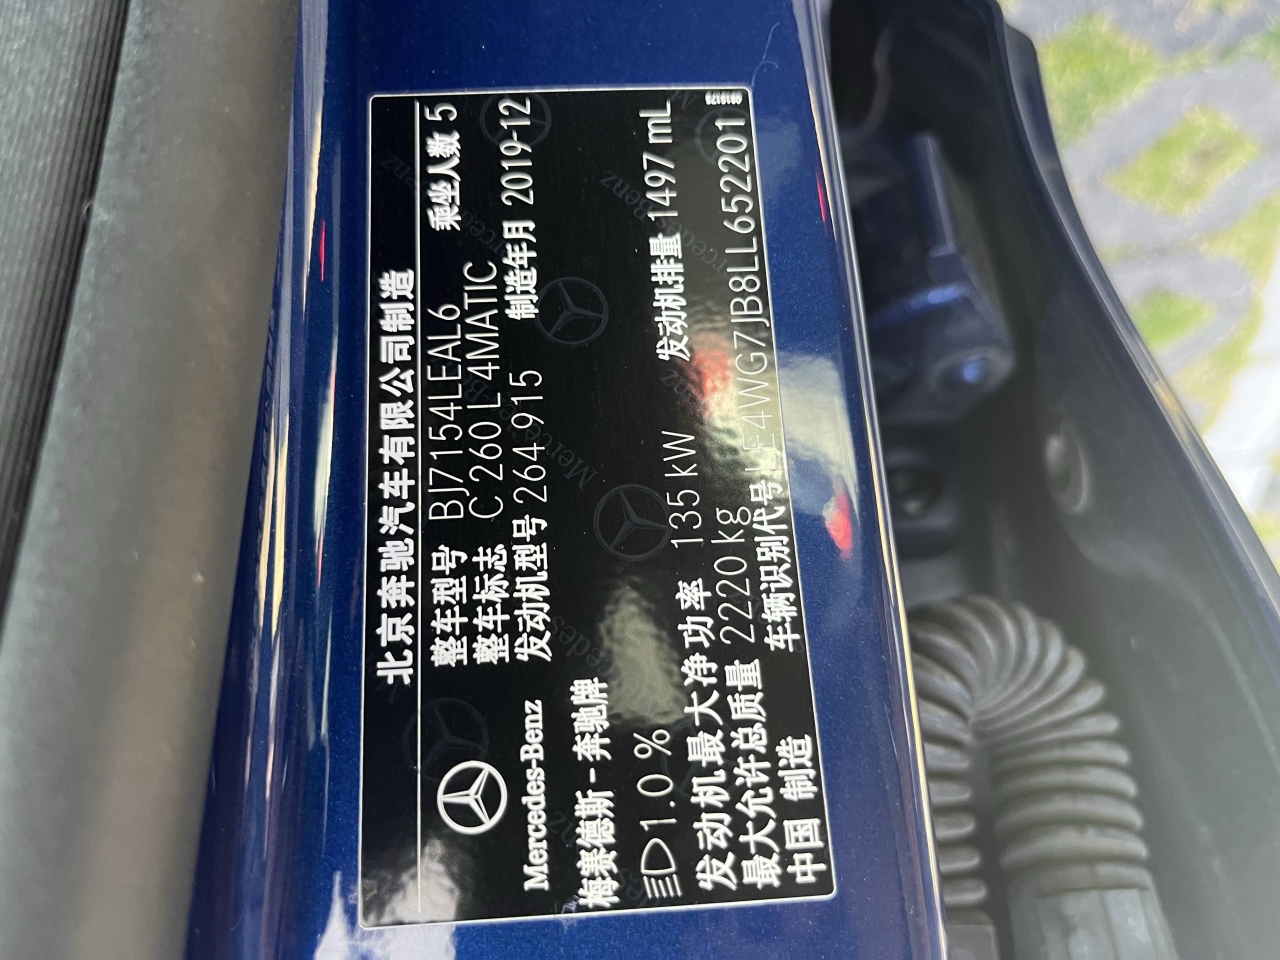 北京奔驰汽车有限公司制造
整车型号 BJ7154LEAL6 乘坐人数 5
整车标志 C 260 L 4MATIC
发动机型号 264 915 制造年月 2019-12
Mercedes-Benz
梅赛德斯-奔驰牌
1.0 %
发动机最大净功率 135 kW 发动机排量 1497 mL
最大允许总质量 2220 kg
中国制造 车辆识别代号 LE4WG7JB8LL652201